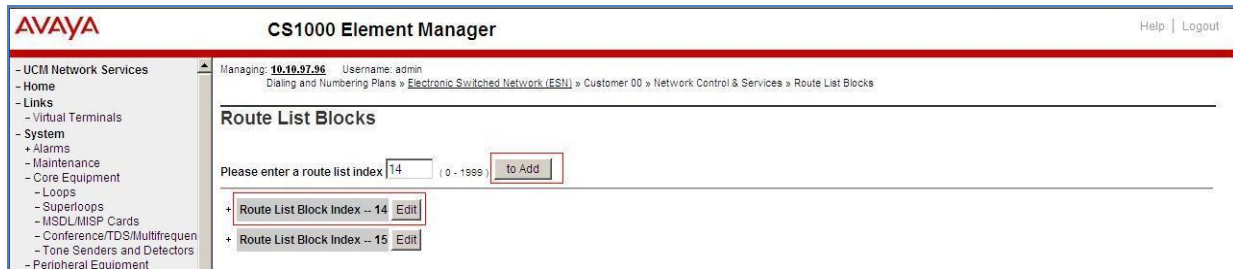 AVAYA
CS1000 Element Manager
Help | Logout
- UCM Network Services
- Home
- Links
- Virtual Terminals
- System
+ Alarms
- Maintenance
- Core Equipment
- Loops
- Superloops
- MSDL/MISP Cards
- Conference/TDS/Multifrequen
- Tone Senders and Detectors
- Peripheral Equipment
Managing: 10.10.97.96 Username: admin
Dialing and Numbering Plans » Electronic Switched Network (ESN) » Customer 00 » Network Control & Services » Route List Blocks
Route List Blocks
Please enter a route list index 14 ( 0 - 1999 ) to Add
+ Route List Block Index -- 14 Edit
+ Route List Block Index -- 15 Edit